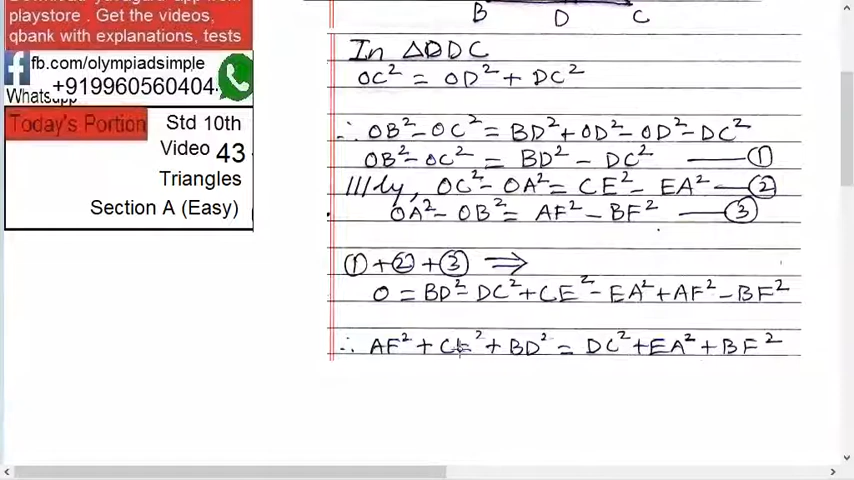 playstore . Get the videos,
qbank with explanations, tests
fb.com/olympiadsimple
+919960560404
Whatsapp
Today's Portion Std 10th
Video 43
Triangles
Section A (Easy)
B D C
In △ODC
OC² = OD² + DC²
∴ OB² - OC² = BD² + OD² - OD² - DC²
OB² - OC² = BD² - DC² —— ①
///ly, OC² - OA² = CE² - EA² — ②
OA² - OB² = AF² - BF² —— ③
① + ② + ③ ⇒
0 = BD² - DC² + CE² - EA² + AF² - BF²
∴ AF² + CE² + BD² = DC² + EA² + BF²